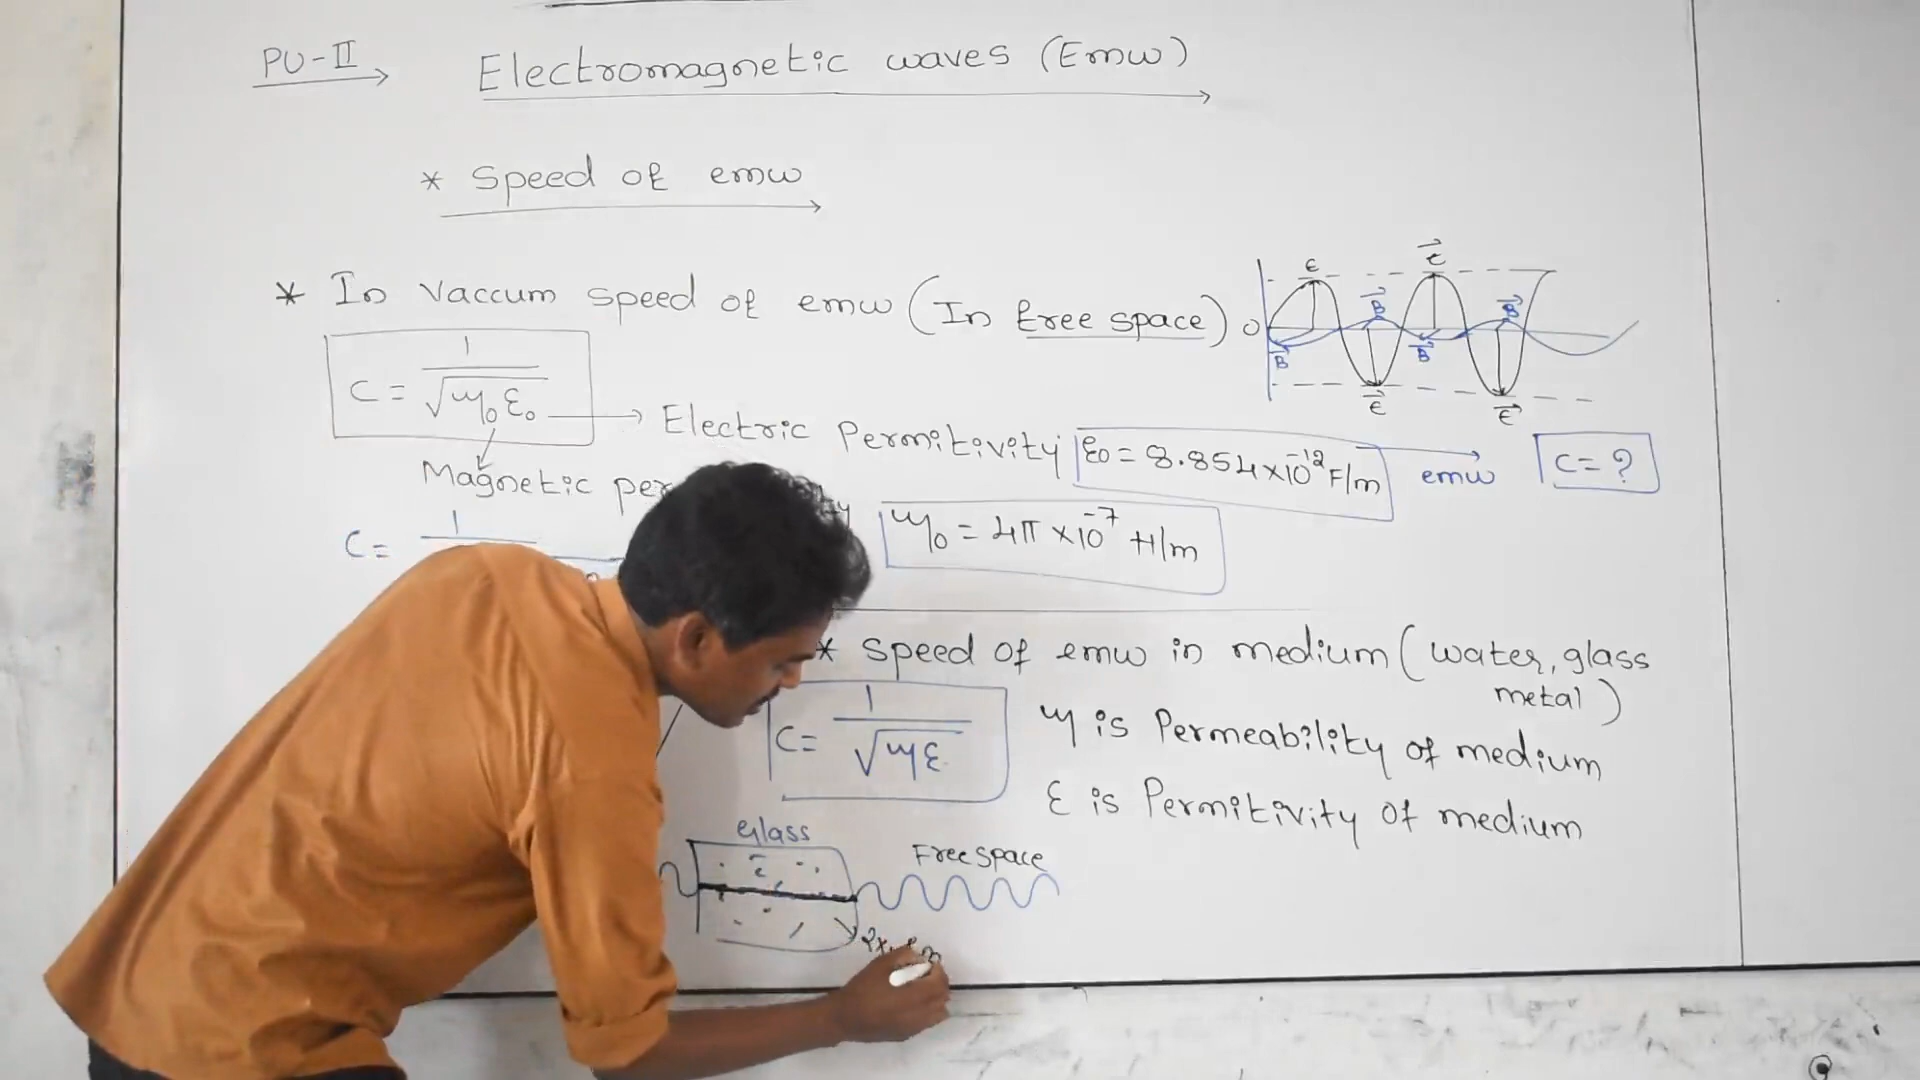 PU-II
Electromagnetic waves (Emw)
* Speed of emw
* In vaccum speed of emw (In free space)
C = 1/√μ₀ε₀
Electric Permitivity
ε₀ = 8.854×10⁻¹² F/m
emw
C = ?
Magnetic
μ₀ = 4π×10⁻⁷ H/m
C = 1
* Speed of emw in medium (water, glass
metal)
C = 1/√με
μ is Permeability of medium
ε is Permitivity of medium
Glass
Free space
O
E
E
B
B
B
B
E
E